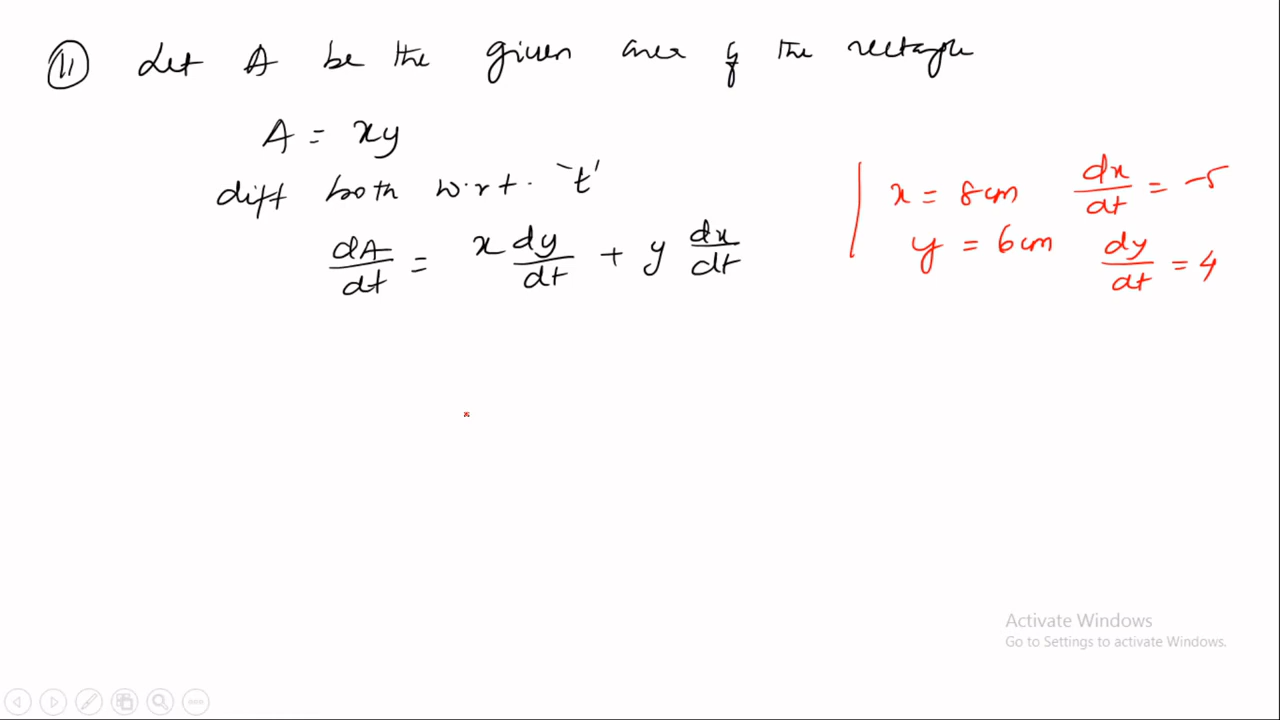 (ii) Let A be the given area of the rectangle
A = xy
diff both w.r.t. `t'
dA/dt = x dy/dt + y dx/dt
x = 8cm dx/dt = -5
y = 6cm dy/dt = 4
Activate Windows
Go to Settings to activate Windows.